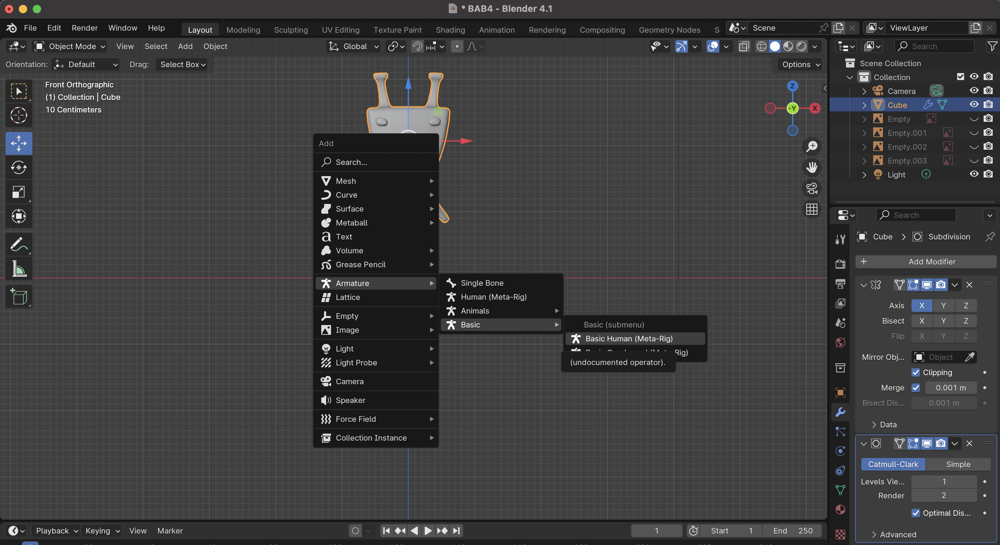 * BAB4 - Blender 4.1
File Edit Render Window Help
Layout Modeling Sculpting UV Editing Texture Paint Shading Animation Rendering Compositing Geometry Nodes
Scene
ViewLayer
Object Mode View Select Add Object
Global
Orientation: Default Drag: Select Box
Options
Front Orthographic
(1) Collection | Cube
10 Centimeters
Z
-Y
X
Add
Search...
Mesh
Curve
Surface
Metaball
Text
Volume
Grease Pencil
Armature
Lattice
Empty
Image
Light
Light Probe
Camera
Speaker
Force Field
Collection Instance
Single Bone
Human (Meta-Rig)
Animals
Basic
Basic (submenu)
Basic Human (Meta-Rig)
Rig)
(undocumented operator).
Search
Scene Collection
Collection
Camera
Cube
Empty
Empty.001
Empty.002
Empty.003
Light
Search
Cube > Subdivision
+ Add Modifier
Axis X Y Z
Bisect X Y Z
Flip X Y Z
Mirror Obj... Object
Clipping
Merge 0.001 m
Bisect Dis... 0.001 m
Data
Catmull-Clark Simple
Levels Vie... 1
Render 2
Optimal Dis...
Advanced
Playback Keying View Marker
1 Start 1 End 250